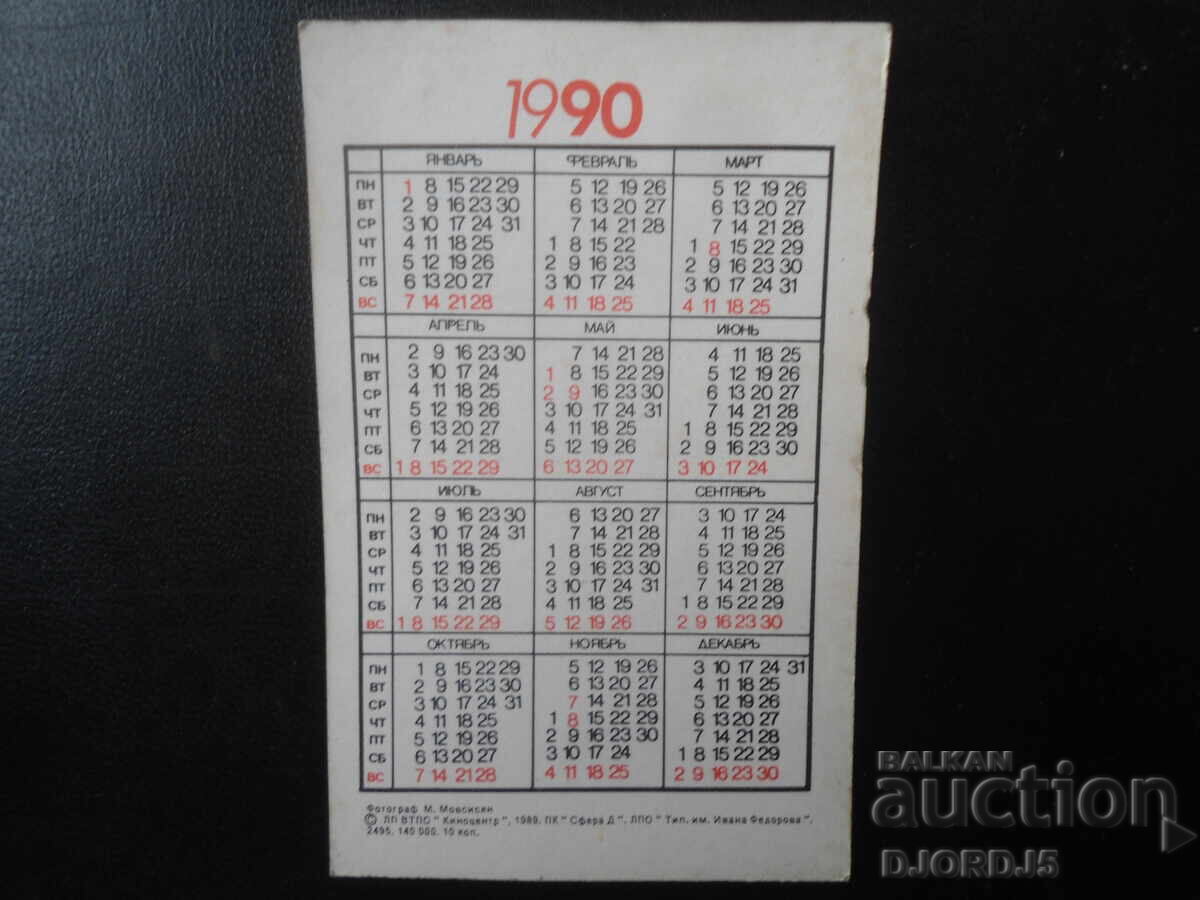 1990
ЯНВАРЬ ФЕВРАЛЬ МАРТ
ПН 1 8 15 22 29 5 12 19 26 5 12 19 26
ВТ 2 9 16 23 30 6 13 20 27 6 13 20 27
СР 3 10 17 24 31 7 14 21 28 7 14 21 28
ЧТ 4 11 18 25 1 8 15 22 1 8 15 22 29
ПТ 5 12 19 26 2 9 16 23 2 9 16 23 30
СБ 6 13 20 27 3 10 17 24 3 10 17 24 31
ВС 7 14 21 28 4 11 18 25 4 11 18 25
АПРЕЛЬ МАЙ ИЮНЬ
ПН 2 9 16 23 30 7 14 21 28 4 11 18 25
ВТ 3 10 17 24 1 8 15 22 29 5 12 19 26
СР 4 11 18 25 2 9 16 23 30 6 13 20 27
ЧТ 5 12 19 26 3 10 17 24 31 7 14 21 28
ПТ 6 13 20 27 4 11 18 25 1 8 15 22 29
СБ 7 14 21 28 5 12 19 26 2 9 16 23 30
ВС 1 8 15 22 29 6 13 20 27 3 10 17 24
ИЮЛЬ АВГУСТ СЕНТЯБРЬ
ПН 2 9 16 23 30 6 13 20 27 3 10 17 24
ВТ 3 10 17 24 31 7 14 21 28 4 11 18 25
СР 4 11 18 25 1 8 15 22 29 5 12 19 26
ЧТ 5 12 19 26 2 9 16 23 30 6 13 20 27
ПТ 6 13 20 27 3 10 17 24 31 7 14 21 28
СБ 7 14 21 28 4 11 18 25 1 8 15 22 29
ВС 1 8 15 22 29 5 12 19 26 2 9 16 23 30
ОКТЯБРЬ НОЯБРЬ ДЕКАБРЬ
ПН 1 8 15 22 29 5 12 19 26 3 10 17 24 31
ВТ 2 9 16 23 30 6 13 20 27 4 11 18 25
СР 3 10 17 24 31 7 14 21 28 5 12 19 26
ЧТ 4 11 18 25 1 8 15 22 29 6 13 20 27
ПТ 5 12 19 26 2 9 16 23 30 7 14 21 28
СБ 6 13 20 27 3 10 17 24 1 8 15 22 29
ВС 7 14 21 28 4 11 18 25 2 9 16 23 30
Фотограф М. Мовсисян
© ЛП ВТПО "Киноцентр", 1989. ПК "Сфера Д". ЛПО "Тип. им. Ивана Федорова".
2495. 140 000. 10 коп.
BALKAN
auction
DJORDJ5